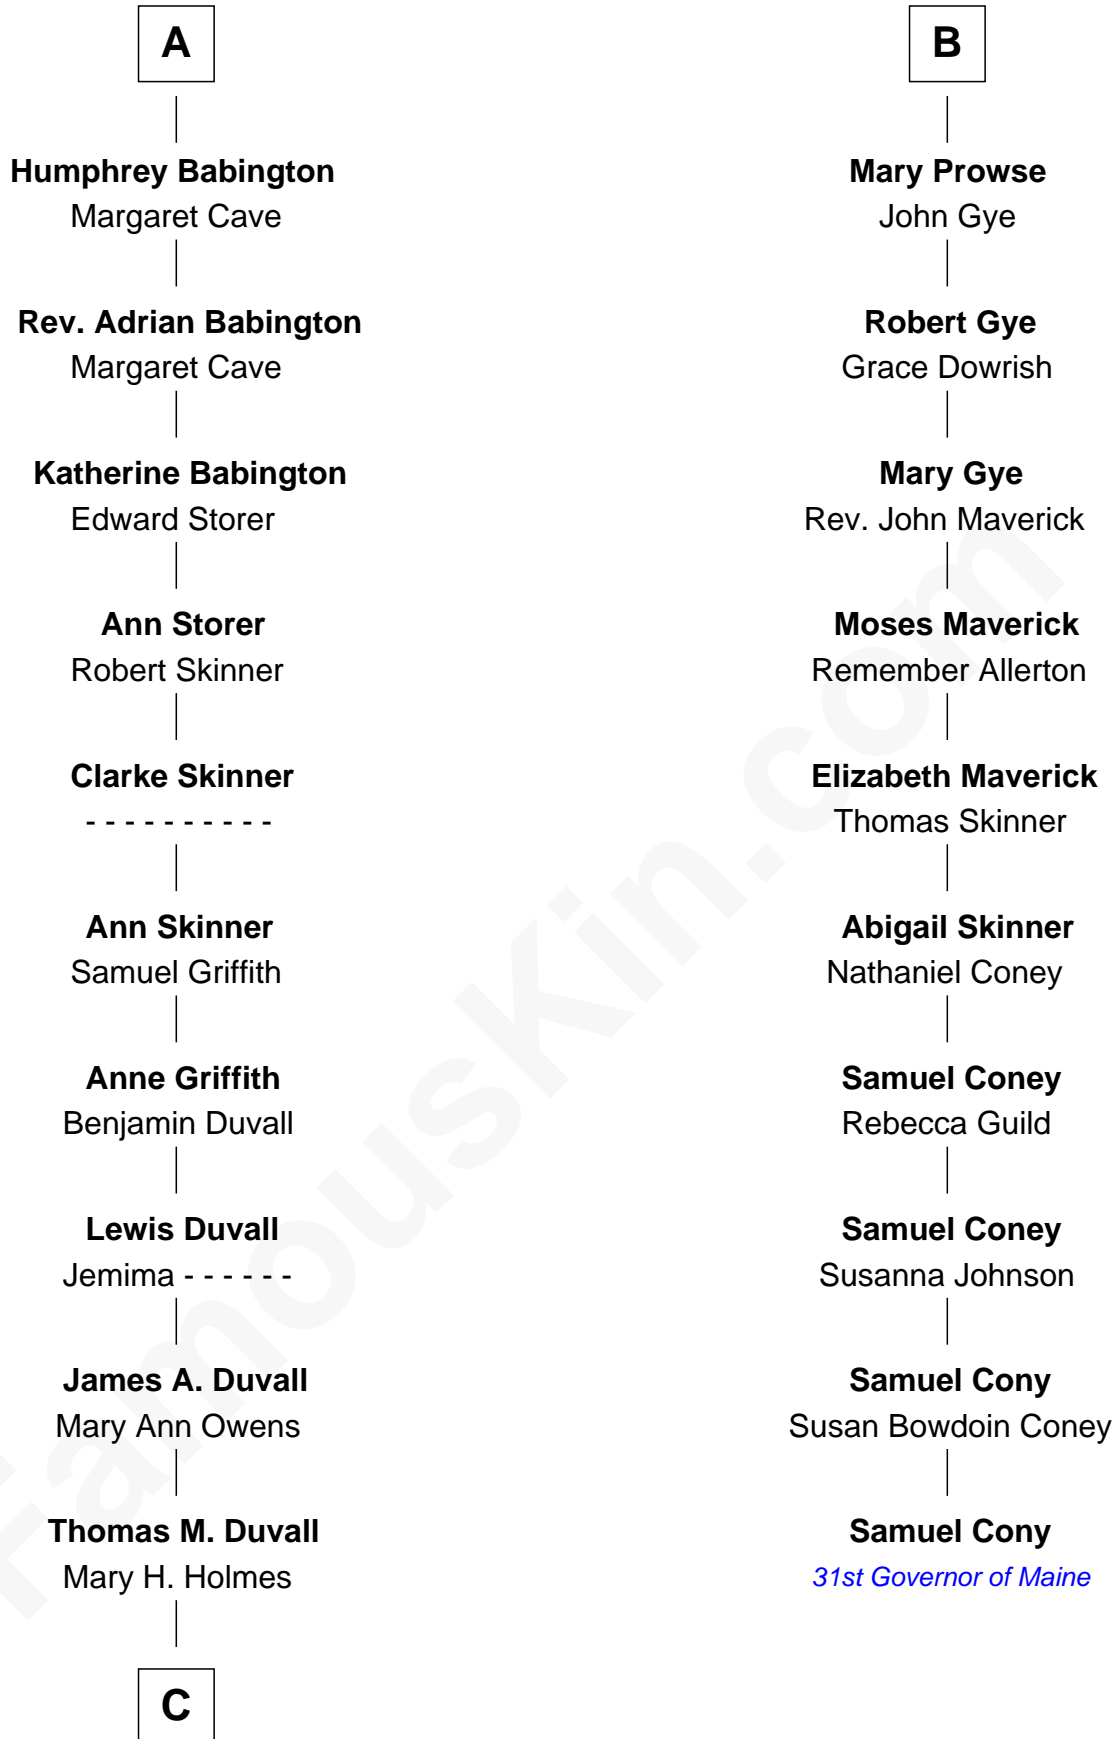 A
Humphrey Babington
Margaret Cave
Rev. Adrian Babington
Margaret Cave
Katherine Babington
Edward Storer
Ann Storer
Robert Skinner
Clarke Skinner
- - - - - - - - - -
Ann Skinner
Samuel Griffith
Anne Griffith
Benjamin Duvall
Lewis Duvall
Jemima - - - - - -
James A. Duvall
Mary Ann Owens
Thomas M. Duvall
Mary H. Holmes
C
B
Mary Prowse
John Gye
Robert Gye
Grace Dowrish
Mary Gye
Rev. John Maverick
Moses Maverick
Remember Allerton
Elizabeth Maverick
Thomas Skinner
Abigail Skinner
Nathaniel Coney
Samuel Coney
Rebecca Guild
Samuel Coney
Susanna Johnson
Samuel Cony
Susan Bowdoin Coney
Samuel Cony
31st Governor of Maine
FamousKin.com